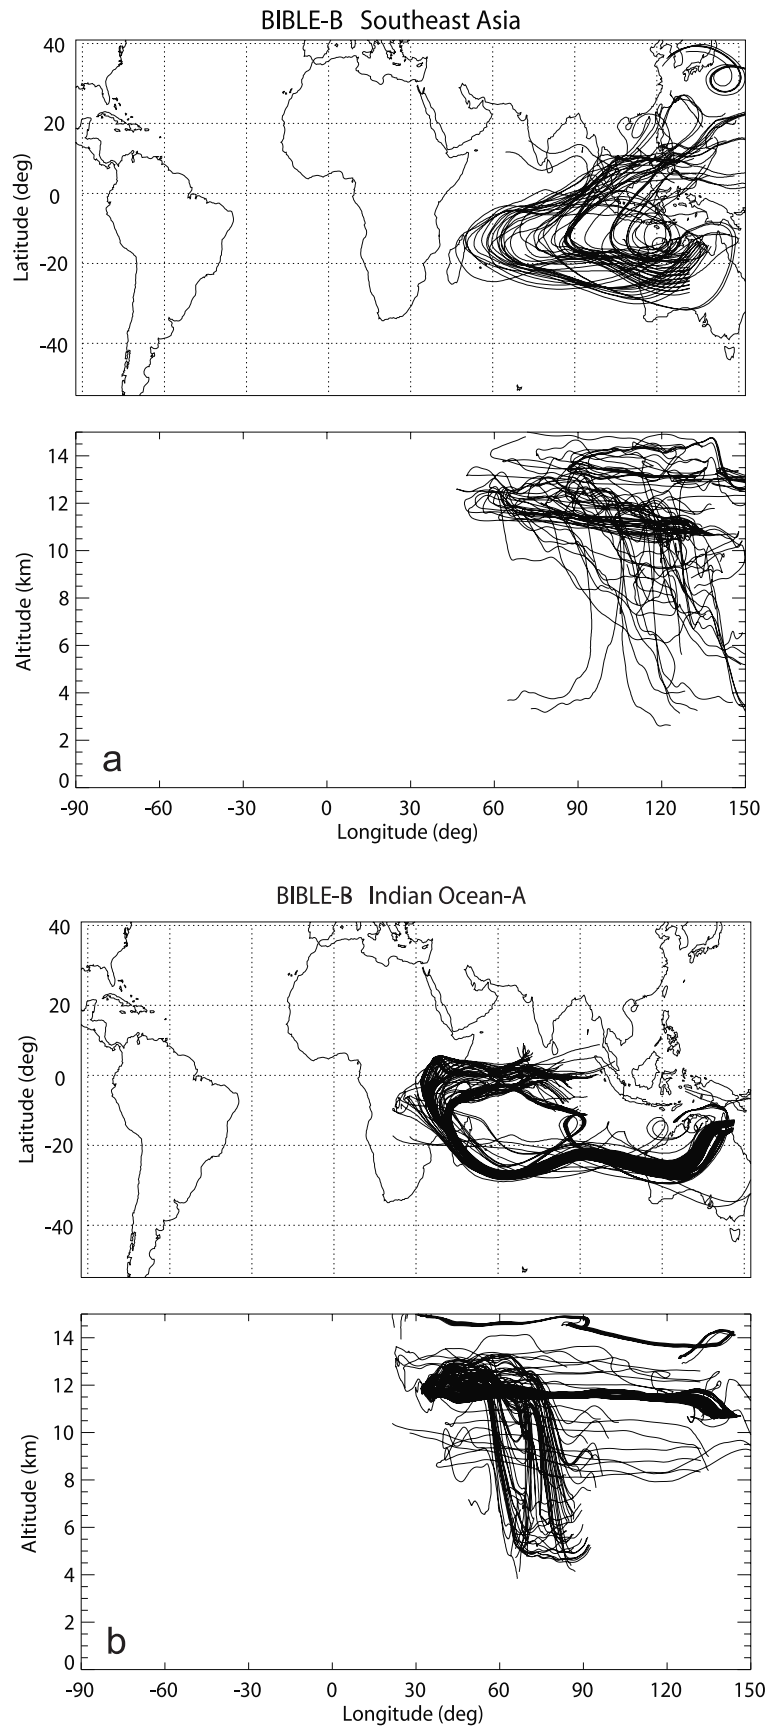 BIBLE-B Southeast Asia
40
20
0
-20
-40
Latitude (deg)
14
12
10
8
6
4
2
0
Altitude (km)
a
-90 -60 -30 0 30 60 90 120 150
Longitude (deg)
BIBLE-B Indian Ocean-A
40
20
0
-20
-40
Latitude (deg)
14
12
10
8
6
4
2
0
Altitude (km)
b
-90 -60 -30 0 30 60 90 120 150
Longitude (deg)